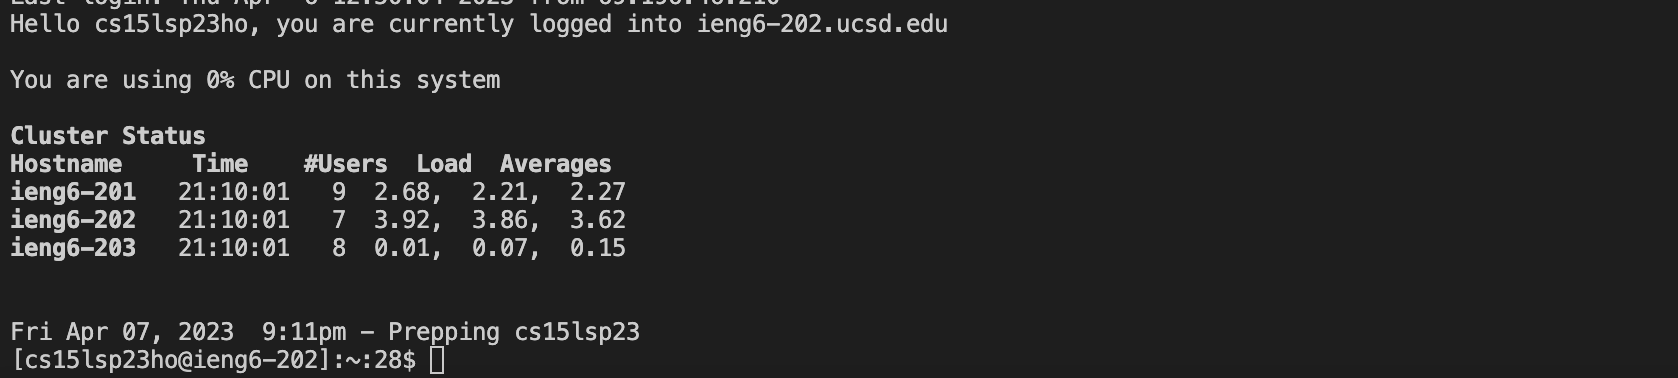 Hello cs15lsp23ho, you are currently logged into ieng6-202.ucsd.edu
You are using 0% CPU on this system
Cluster Status
Hostname     Time    #Users  Load  Averages
ieng6-201   21:10:01   9  2.68,  2.21,  2.27
ieng6-202   21:10:01   7  3.92,  3.86,  3.62
ieng6-203   21:10:01   8  0.01,  0.07,  0.15
Fri Apr 07, 2023  9:11pm - Prepping cs15lsp23
[cs15lsp23ho@ieng6-202]:~:28$